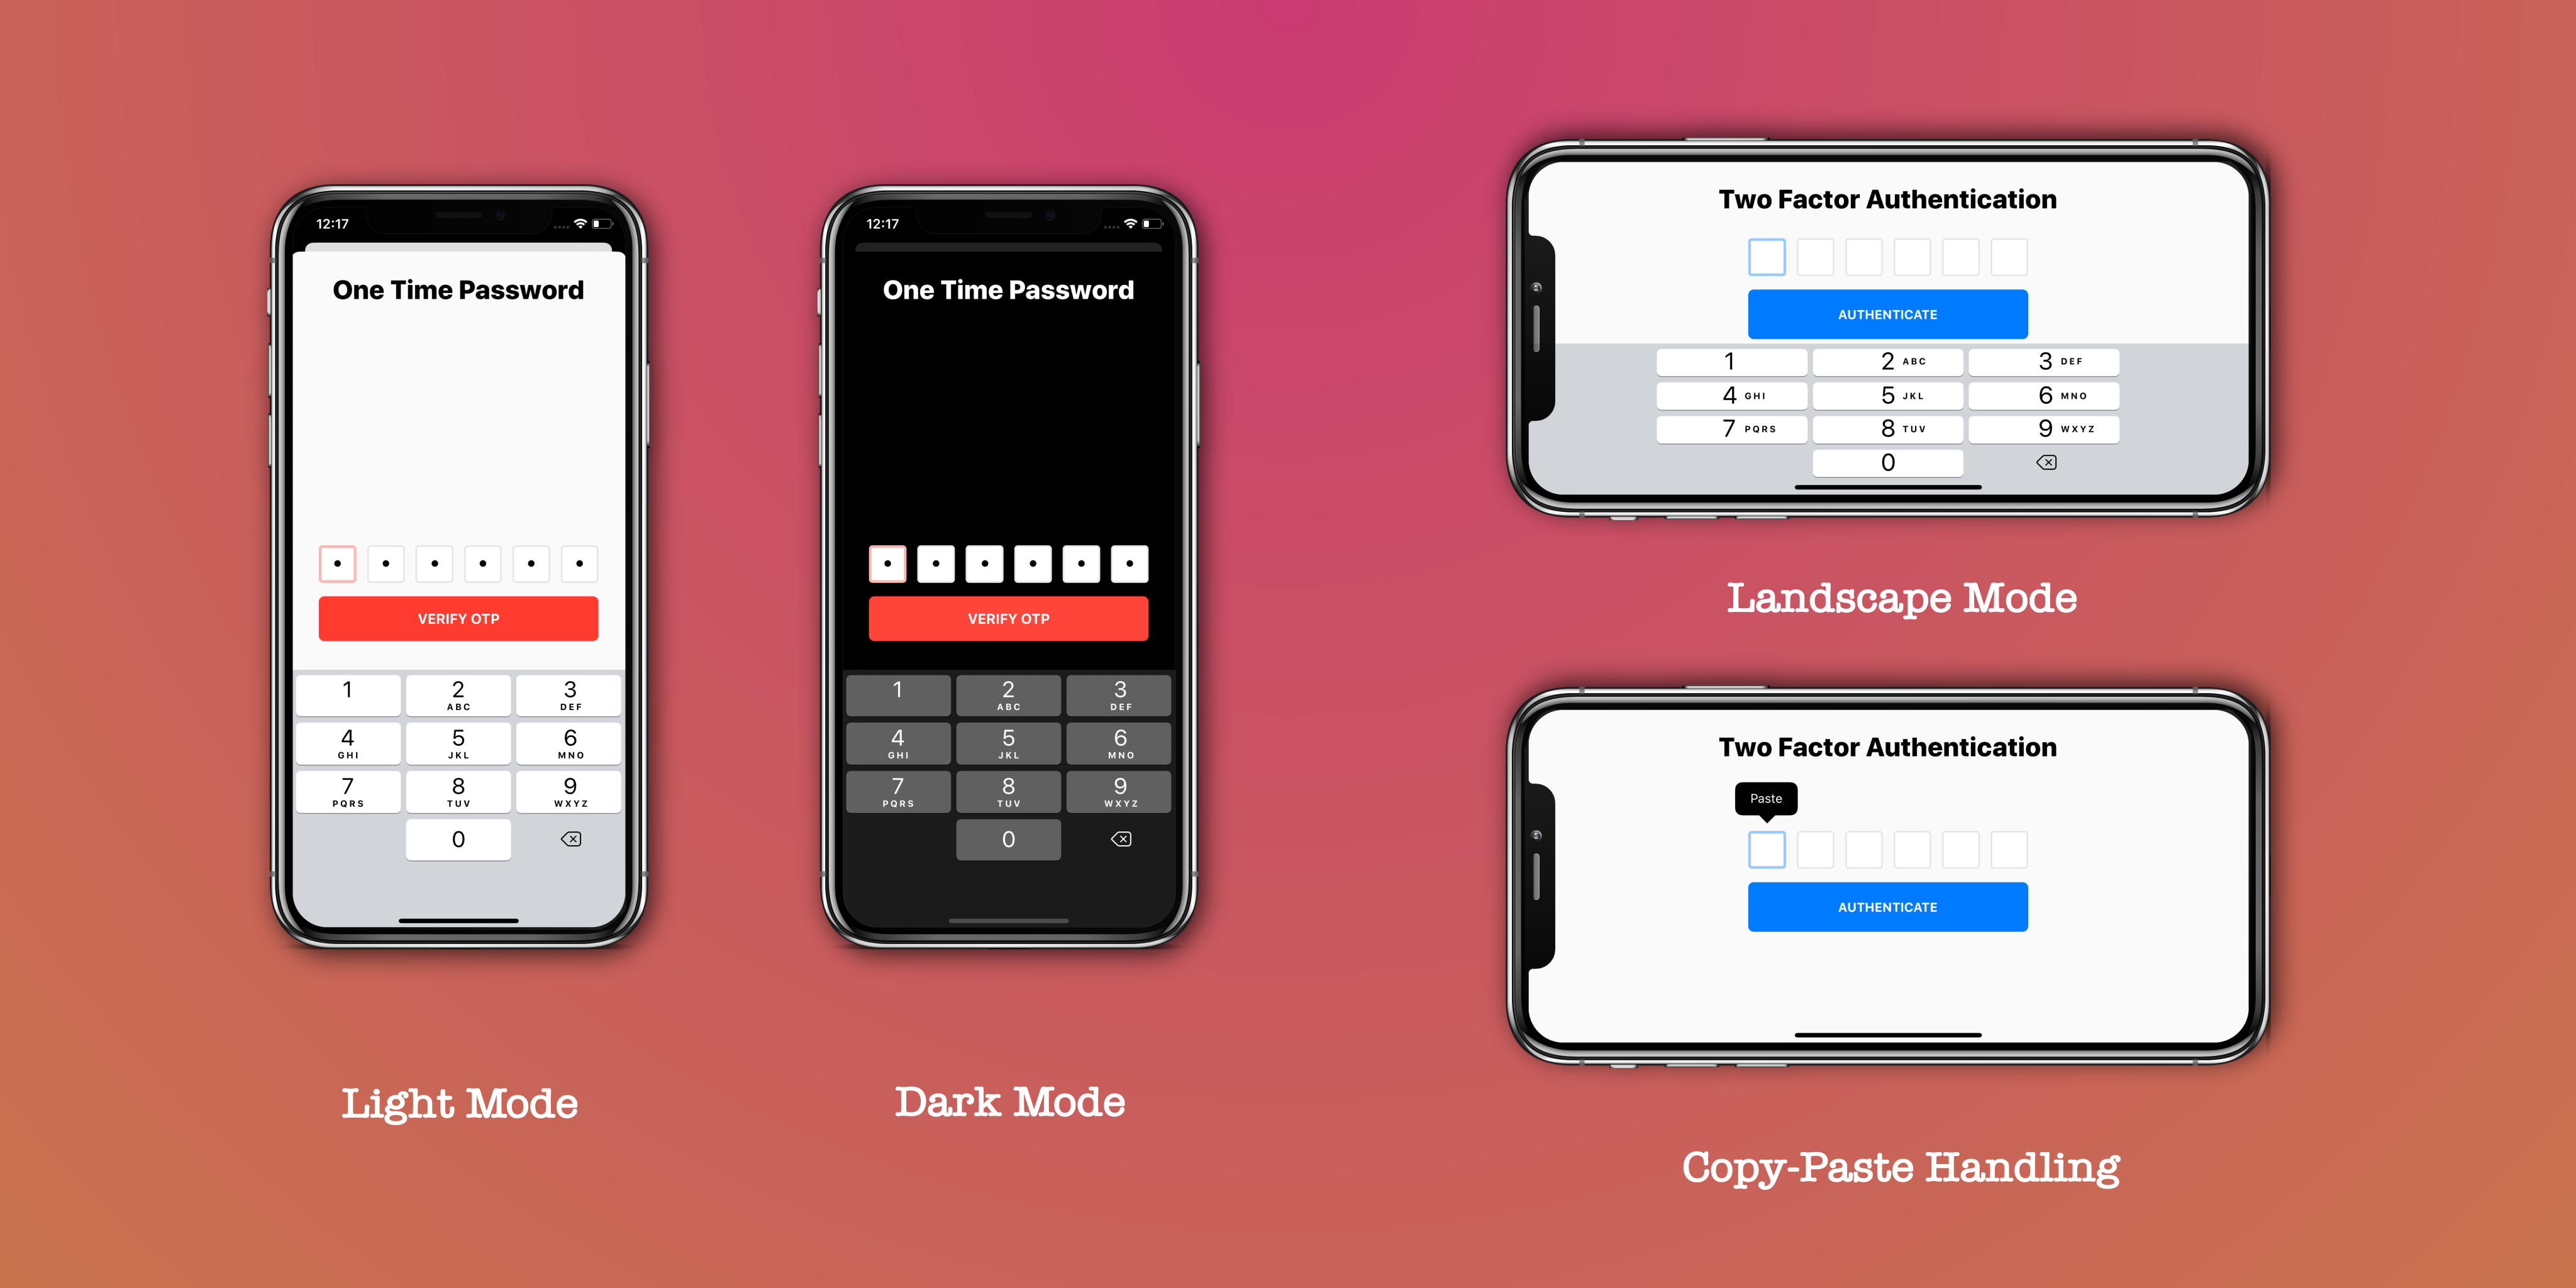 12:17
One Time Password
VERIFY OTP
1
2
ABC
3
DEF
4
GHI
5
JKL
6
MNO
7
PQRS
8
TUV
9
WXYZ
0
Light Mode
12:17
One Time Password
VERIFY OTP
1
2
ABC
3
DEF
4
GHI
5
JKL
6
MNO
7
PQRS
8
TUV
9
WXYZ
0
Dark Mode
Two Factor Authentication
AUTHENTICATE
1
2 ABC
3 DEF
4 GHI
5 JKL
6 MNO
7 PQRS
8 TUV
9 WXYZ
0
Landscape Mode
Two Factor Authentication
Paste
AUTHENTICATE
Copy-Paste Handling